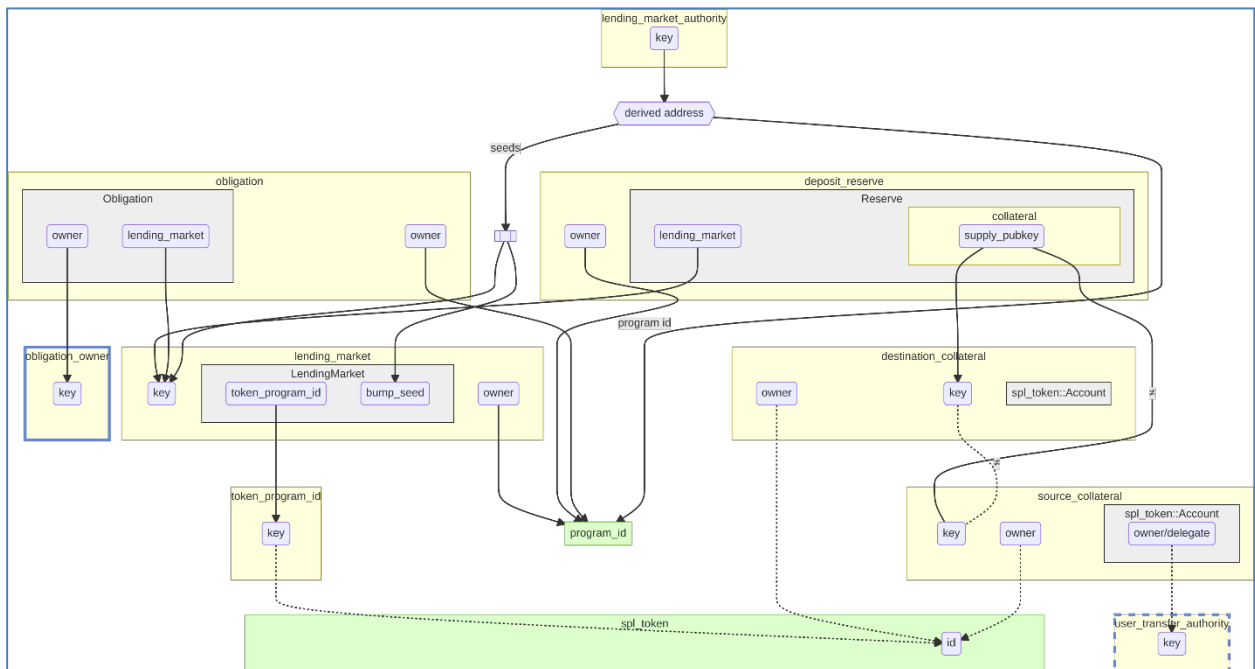 lending_market_authority
key
derived address
seeds
obligation
deposit_reserve
Obligation
Reserve
collateral
owner
lending_market
owner
owner
lending_market
supply_pubkey
program id
obligation_owner
lending_market
destination_collateral
LendingMarket
key
key
token_program_id
bump_seed
owner
owner
key
spl_token::Account
≠
≠
token_program_id
source_collateral
spl_token::Account
key
program_id
key
owner
owner/delegate
spl_token
user_transfer_authority
id
key